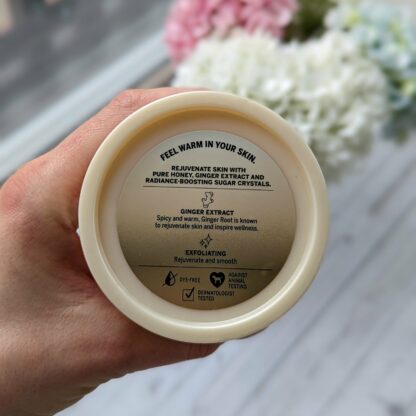 FEEL WARM IN YOUR SKIN.
REJUVENATE SKIN WITH
PURE HONEY, GINGER EXTRACT AND
RADIANCE-BOOSTING SUGAR CRYSTALS.
GINGER EXTRACT
Spicy and warm, Ginger Root is known
to rejuvenate skin and inspire wellness.
EXFOLIATING
Rejuvenate and smooth
DYE-FREE
AGAINST
ANIMAL
TESTING
DERMATOLOGIST
TESTED